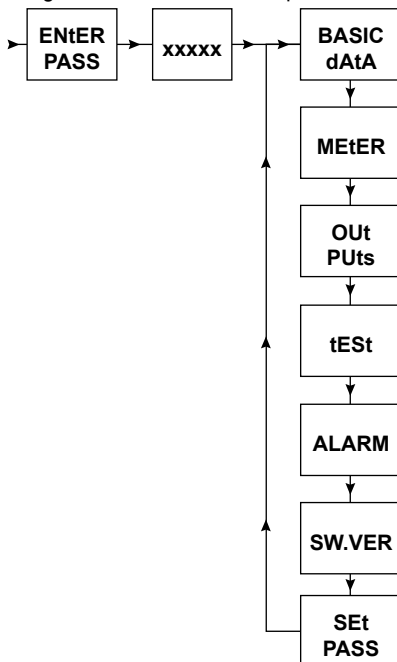 ENtER
PASS
xxxxx
BASIC
dAtA
MEtER
OUt
PUts
tESt
ALARM
SW.VER
SEt
PASS